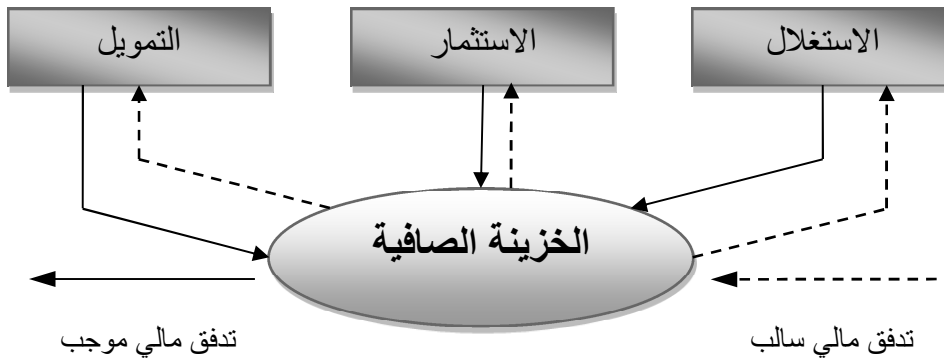 الاستغلال
الاستثمار
التمويل
الخزينة الصافية
تدفق مالي سالب
تدفق مالي موجب